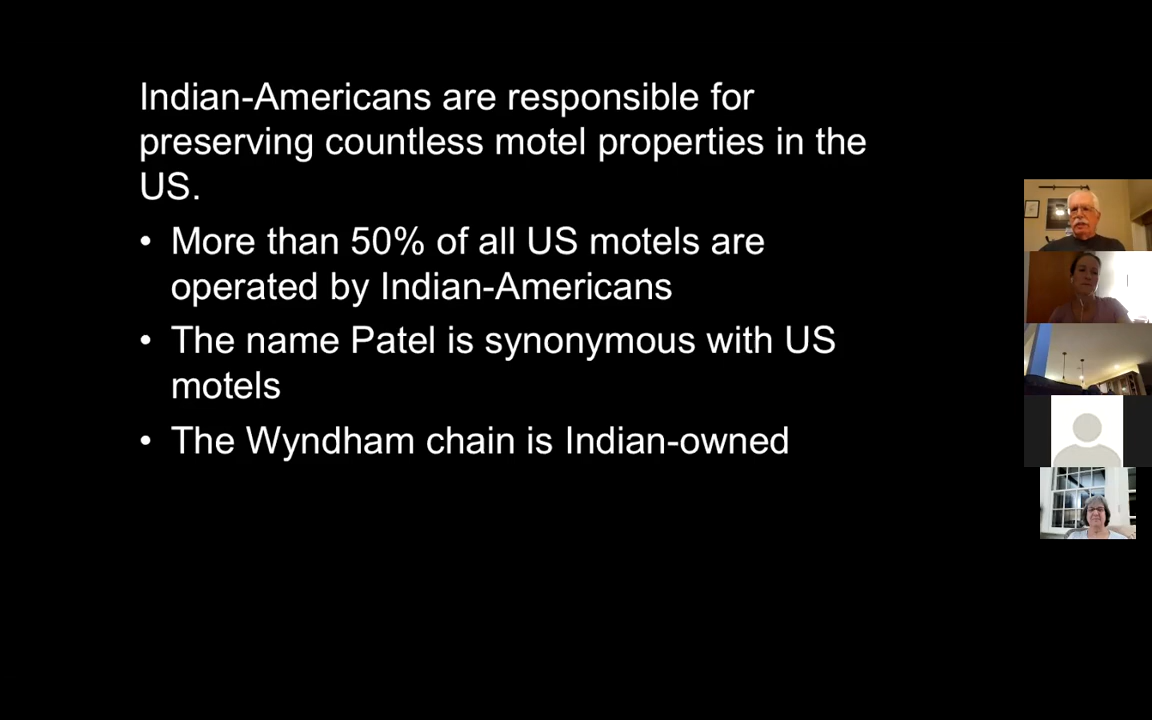 Indian-Americans are responsible for
preserving countless motel properties in the
US.
• More than 50% of all US motels are
operated by Indian-Americans
• The name Patel is synonymous with US
motels
• The Wyndham chain is Indian-owned